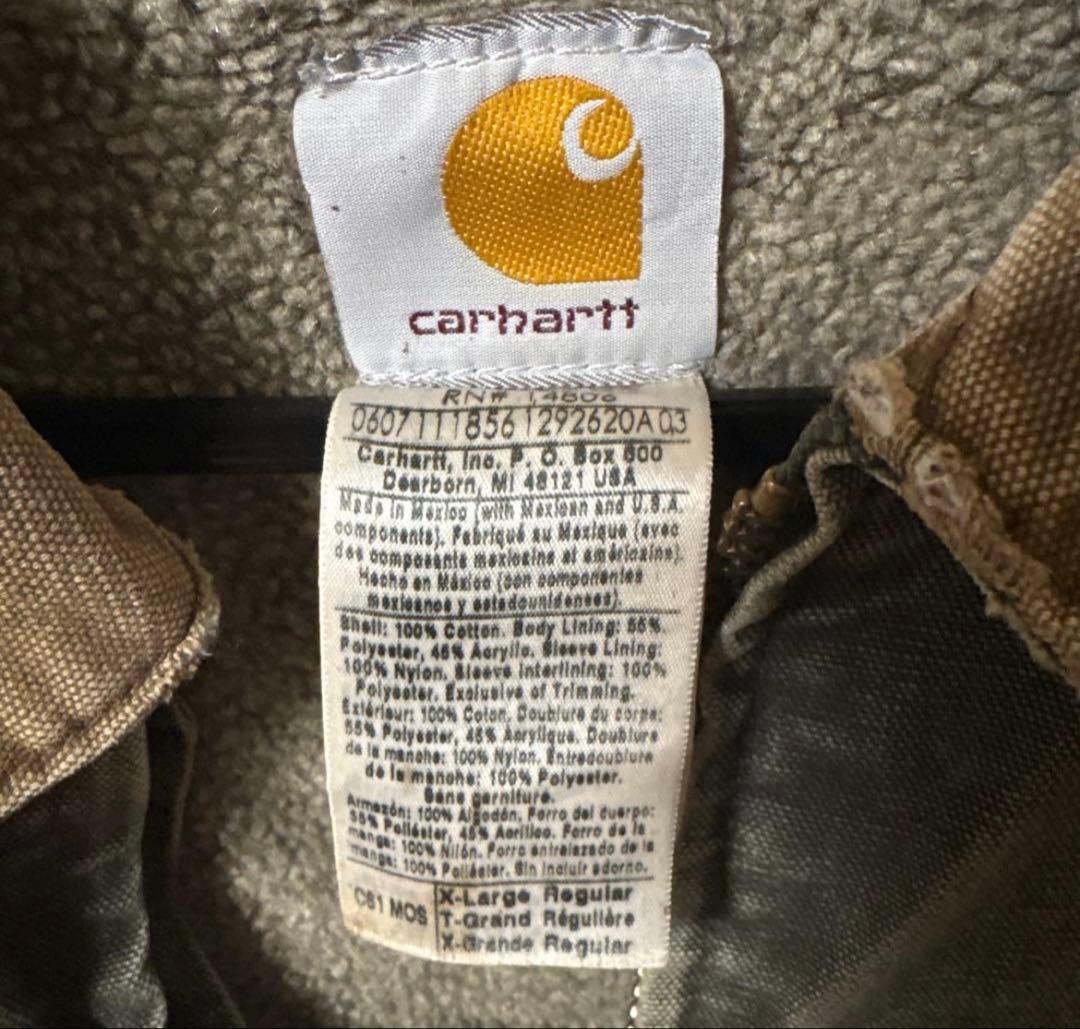 carhartt
RN# 14806
0607111856 1292620A 03
Carhartt, Inc. P. O. Box 600
Dearborn, MI 48121 USA
Made in Mexico (with Mexican and U.S.A.
components). Fabriqué au Mexique (avec
des composants mexicains et américains).
Hecho en México (con componentes
mexicanos y estadounidenses).
Shell: 100% Cotton. Body Lining: 55%
Polyester, 45% Acrylic. Sleeve Lining:
100% Nylon. Sleeve Interlining: 100%
Polyester. Exclusive of Trimming.
Extérieur: 100% Coton. Doublure du corps:
55% Polyester, 45% Acrylique. Doublure
de la manche: 100% Nylon. Entredoublure
de la manche: 100% Polyester.
Sans garniture.
Armazón: 100% Algodón. Forro del cuerpo:
55% Poliéster, 45% Acrílico. Forro de la
manga: 100% Nilón. Forro entrelazado de la
manga: 100% Poliéster. Sin incluir adorno.
C61 MOS
X-Large Regular
T-Grand Régulière
X-Grande Regular